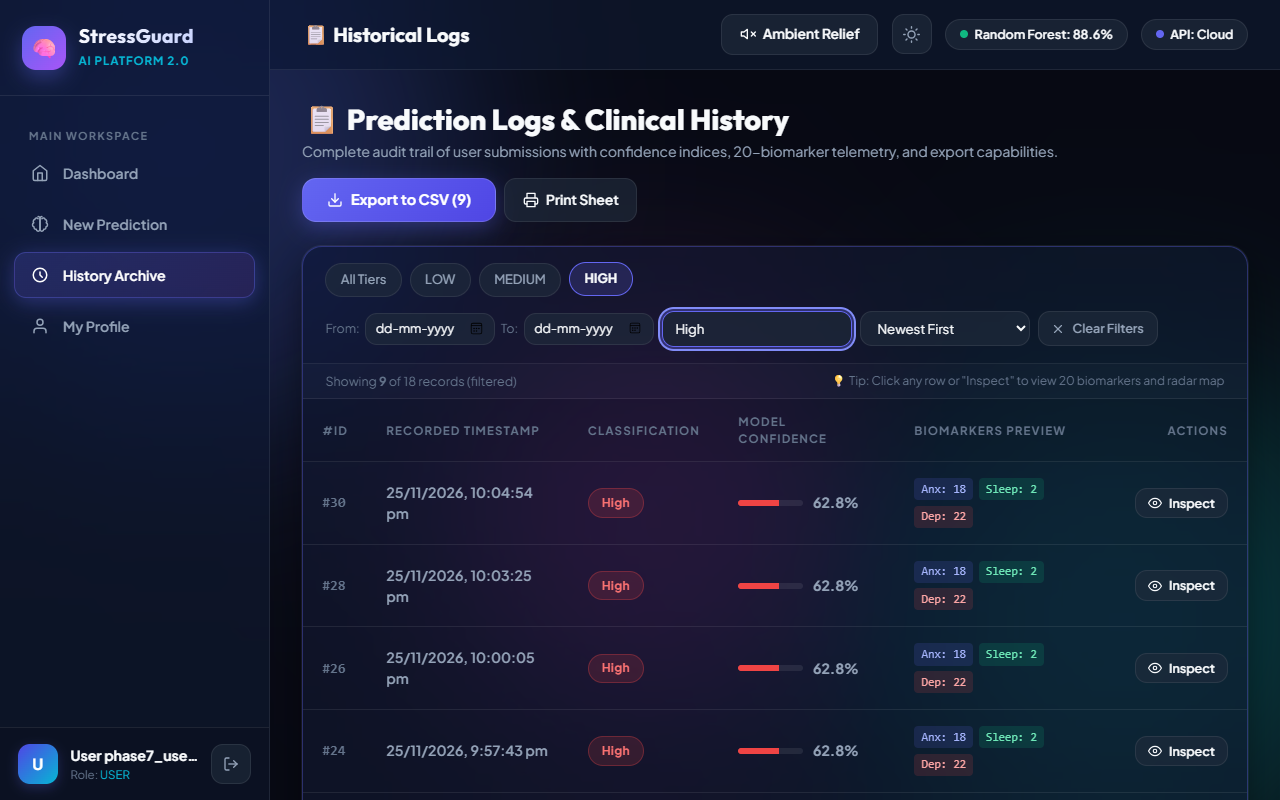 StressGuard
AI PLATFORM 2.0
MAIN WORKSPACE
Dashboard
New Prediction
History Archive
My Profile
U
User phase7_use...
Role: USER
Historical Logs
Ambient Relief
Random Forest: 88.6%
API: Cloud
Prediction Logs & Clinical History
Complete audit trail of user submissions with confidence indices, 20-biomarker telemetry, and export capabilities.
Export to CSV (9)
Print Sheet
All Tiers
LOW
MEDIUM
HIGH
From: dd-mm-yyyy To: dd-mm-yyyy High Newest First Clear Filters
Showing 9 of 18 records (filtered)
Tip: Click any row or "Inspect" to view 20 biomarkers and radar map
#ID RECORDED TIMESTAMP CLASSIFICATION MODEL CONFIDENCE BIOMARKERS PREVIEW ACTIONS
#30 25/11/2026, 10:04:54 pm High 62.8% Anx: 18 Sleep: 2 Dep: 22 Inspect
#28 25/11/2026, 10:03:25 pm High 62.8% Anx: 18 Sleep: 2 Dep: 22 Inspect
#26 25/11/2026, 10:00:05 pm High 62.8% Anx: 18 Sleep: 2 Dep: 22 Inspect
#24 25/11/2026, 9:57:43 pm High 62.8% Anx: 18 Sleep: 2 Dep: 22 Inspect